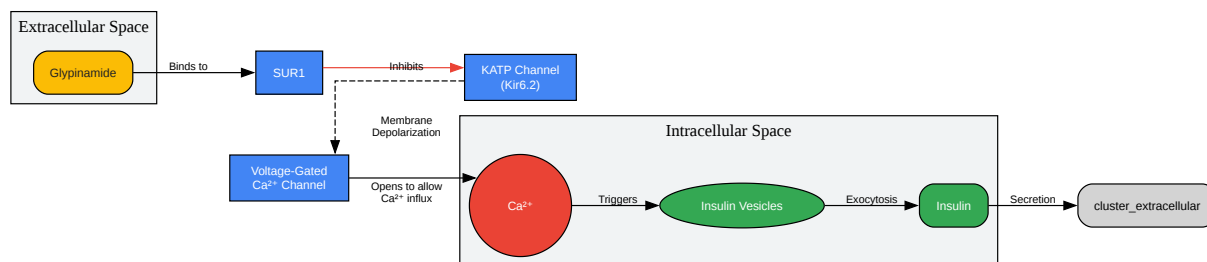 Extracellular Space
Glypinamide
Binds to
SUR1
Inhibits
KATP Channel
(Kir6.2)
Membrane
Depolarization
Voltage-Gated
Ca²⁺ Channel
Opens to allow
Ca²⁺ influx
Intracellular Space
Ca²⁺
Triggers
Insulin Vesicles
Exocytosis
Insulin
Secretion
cluster_extracellular